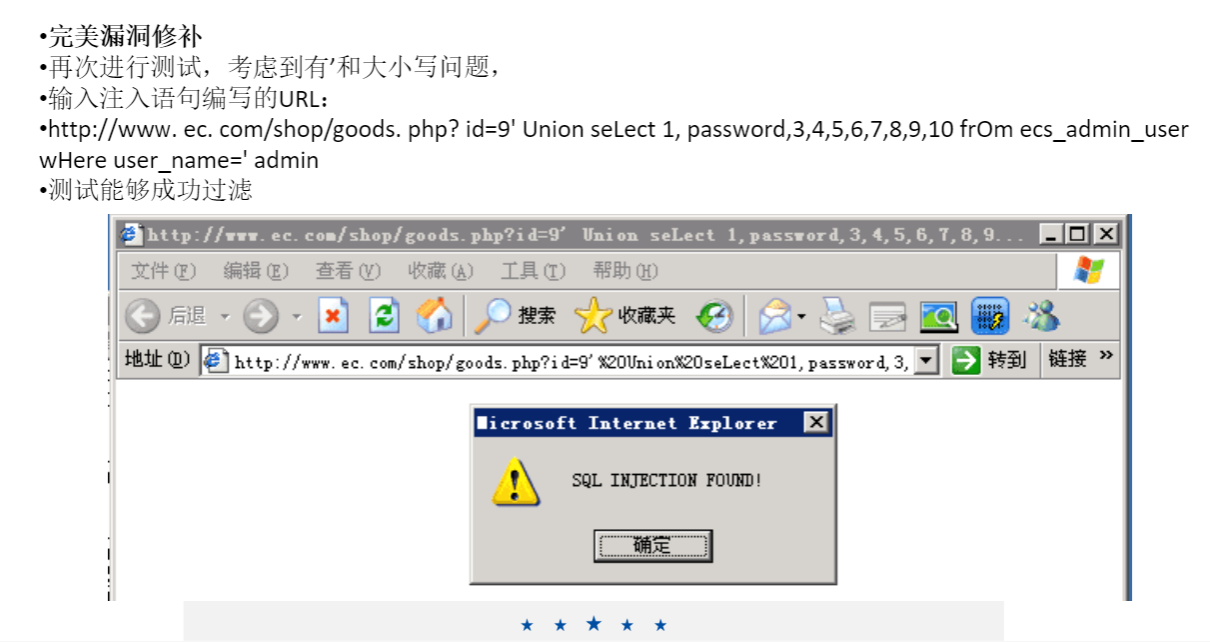 •完美漏洞修补
•再次进行测试，考虑到有′和大小写问题，
•输入注入语句编写的URL：
•http://www. ec. com/shop/goods. php? id=9' Union seLect 1, password,3,4,5,6,7,8,9,10 frOm ecs_admin_user
wHere user_name=' admin
•测试能够成功过滤
http://www.ec.com/shop/goods.php?id=9′ Union seLect 1,password,3,4,5,6,7,8,9...
文件(F) 编辑(E) 查看(V) 收藏(A) 工具(T) 帮助(H)
后退 搜索 收藏夹
地址(D) http://www.ec.com/shop/goods.php?id=9′%20Union%20seLect%201,password,3, 转到 链接 »
Microsoft Internet Explorer
SQL INJECTION FOUND!
确定